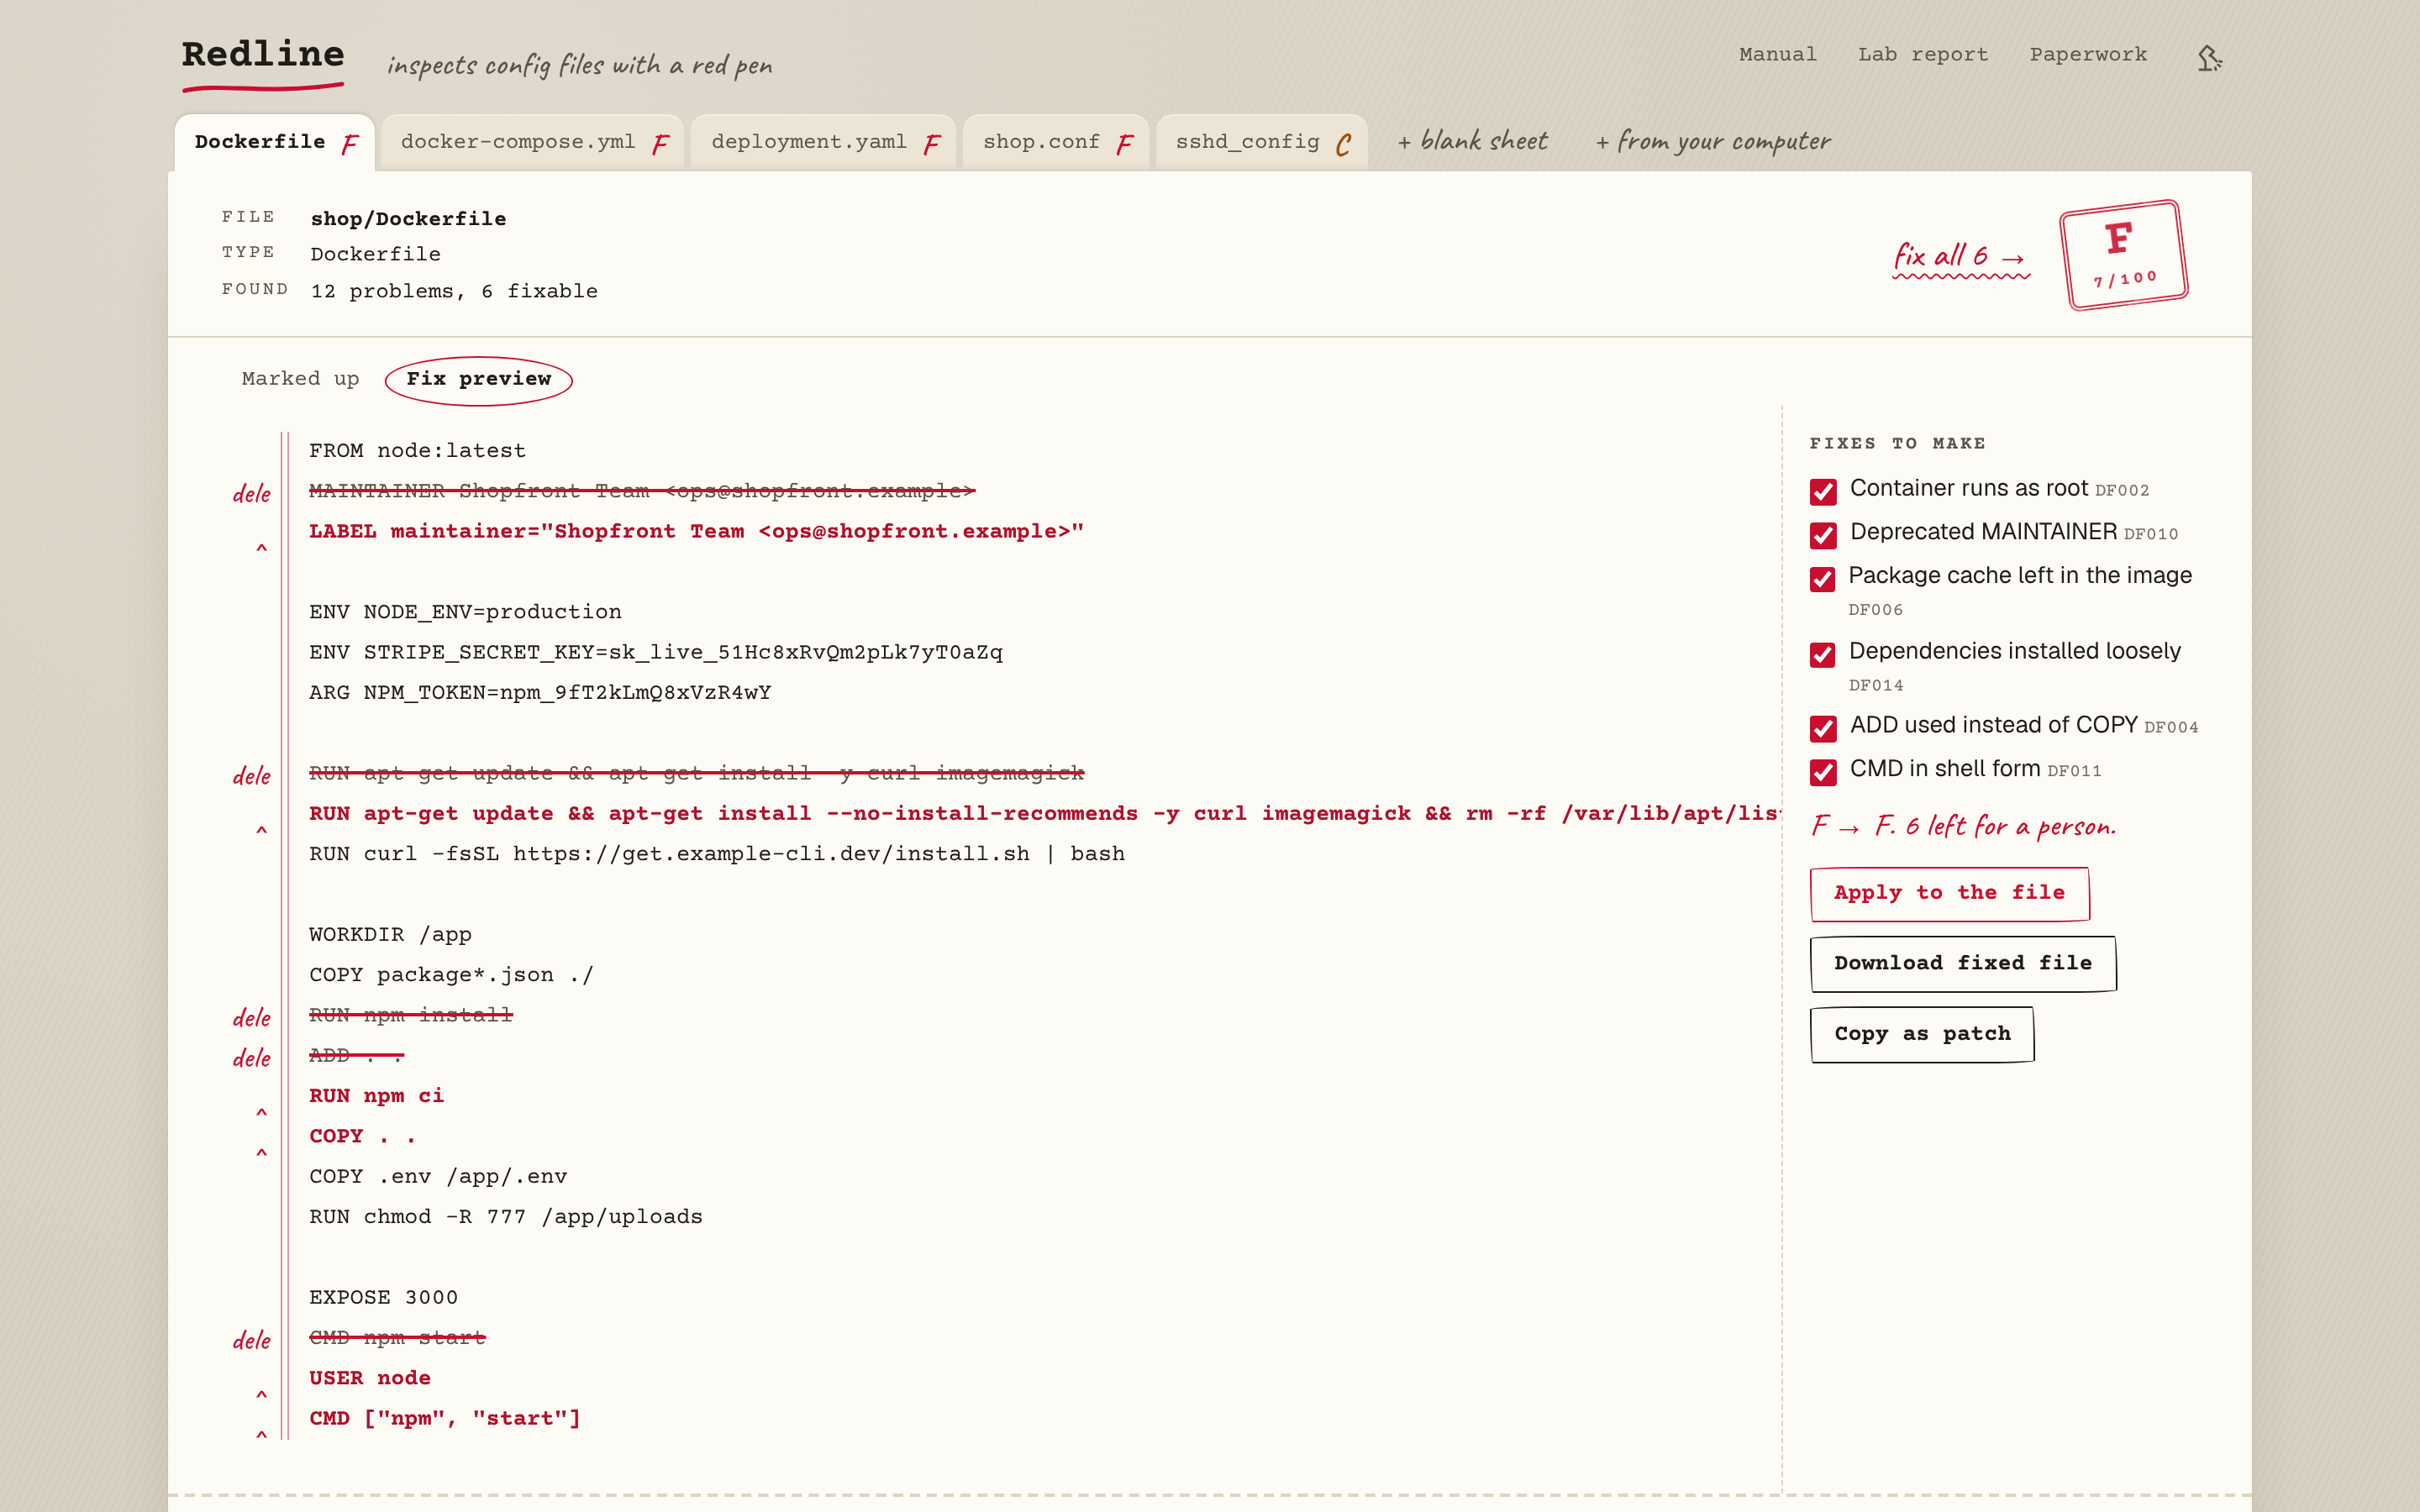 Redline
inspects config files with a red pen
Manual
Lab report
Paperwork
Dockerfile F
docker-compose.yml F
deployment.yaml F
shop.conf F
sshd_config C
+ blank sheet
+ from your computer
FILE shop/Dockerfile
TYPE Dockerfile
FOUND 12 problems, 6 fixable
fix all 6 →
F
7/100
Marked up
Fix preview
FROM node:latest
dele MAINTAINER Shopfront Team <ops@shopfront.example>
^ LABEL maintainer="Shopfront Team <ops@shopfront.example>"
ENV NODE_ENV=production
ENV STRIPE_SECRET_KEY=sk_live_51Hc8xRvQm2pLk7yT0aZq
ARG NPM_TOKEN=npm_9fT2kLmQ8xVzR4wY
dele RUN apt-get update && apt-get install -y curl imagemagick
^ RUN apt-get update && apt-get install --no-install-recommends -y curl imagemagick && rm -rf /var/lib/apt/lis
RUN curl -fsSL https://get.example-cli.dev/install.sh | bash
WORKDIR /app
COPY package*.json ./
dele RUN npm install
dele ADD . .
^ RUN npm ci
^ COPY . .
COPY .env /app/.env
RUN chmod -R 777 /app/uploads
EXPOSE 3000
dele CMD npm start
^ USER node
^ CMD ["npm", "start"]
FIXES TO MAKE
Container runs as root DF002
Deprecated MAINTAINER DF010
Package cache left in the image
DF006
Dependencies installed loosely
DF014
ADD used instead of COPY DF004
CMD in shell form DF011
F → F. 6 left for a person.
Apply to the file
Download fixed file
Copy as patch